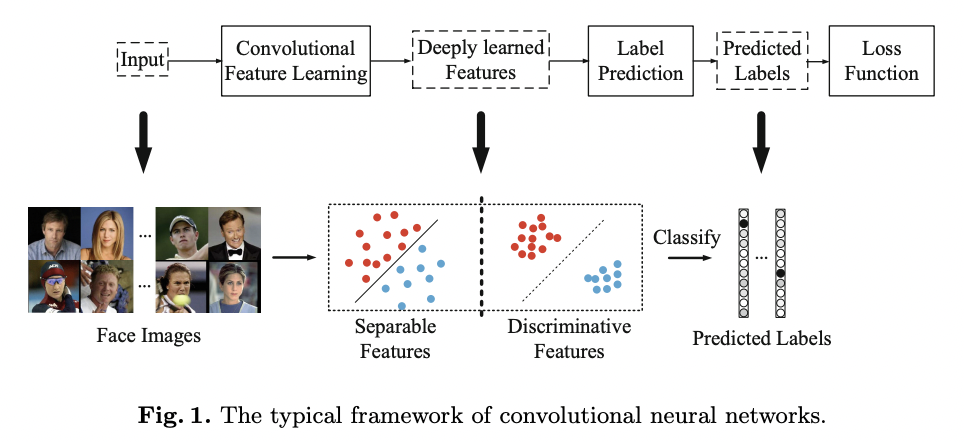 Input
Convolutional
Feature Learning
Deeply learned
Features
Label
Prediction
Predicted
Labels
Loss
Function
...
...
Face Images
Separable
Features
Discriminative
Features
Classify
...
Predicted Labels
Fig. 1. The typical framework of convolutional neural networks.